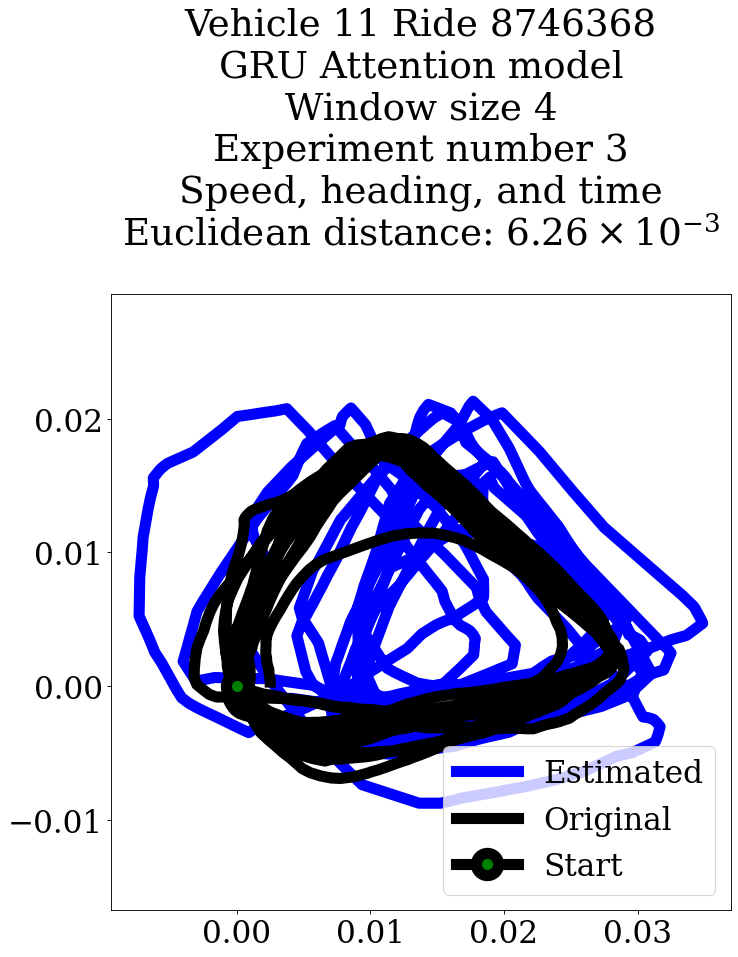 Vehicle 11 Ride 8746368
GRU Attention model
Window size 4
Experiment number 3
Speed, heading, and time
Euclidean distance: 6.26 × 10⁻³
0.02
0.01
0.00
−0.01
Estimated
Original
Start
0.00 0.01 0.02 0.03